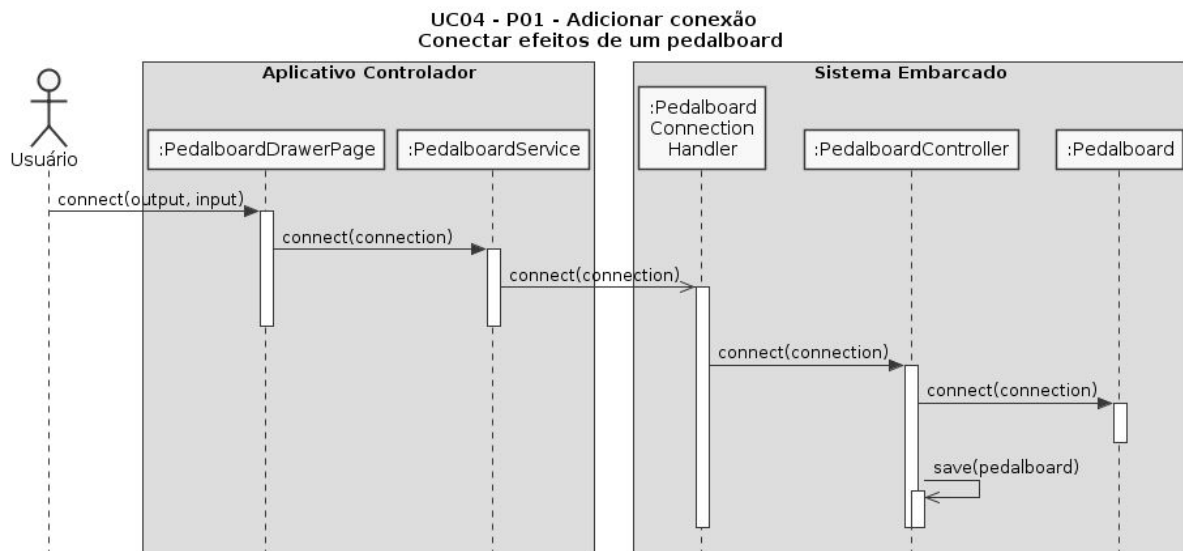 UC04 - P01 - Adicionar conexão
Conectar efeitos de um pedalboard
Aplicativo Controlador
Sistema Embarcado
Usuário
:PedalboardDrawerPage
:PedalboardService
:Pedalboard
Connection
Handler
:PedalboardController
:Pedalboard
connect(output, input)
connect(connection)
connect(connection)
connect(connection)
connect(connection)
save(pedalboard)